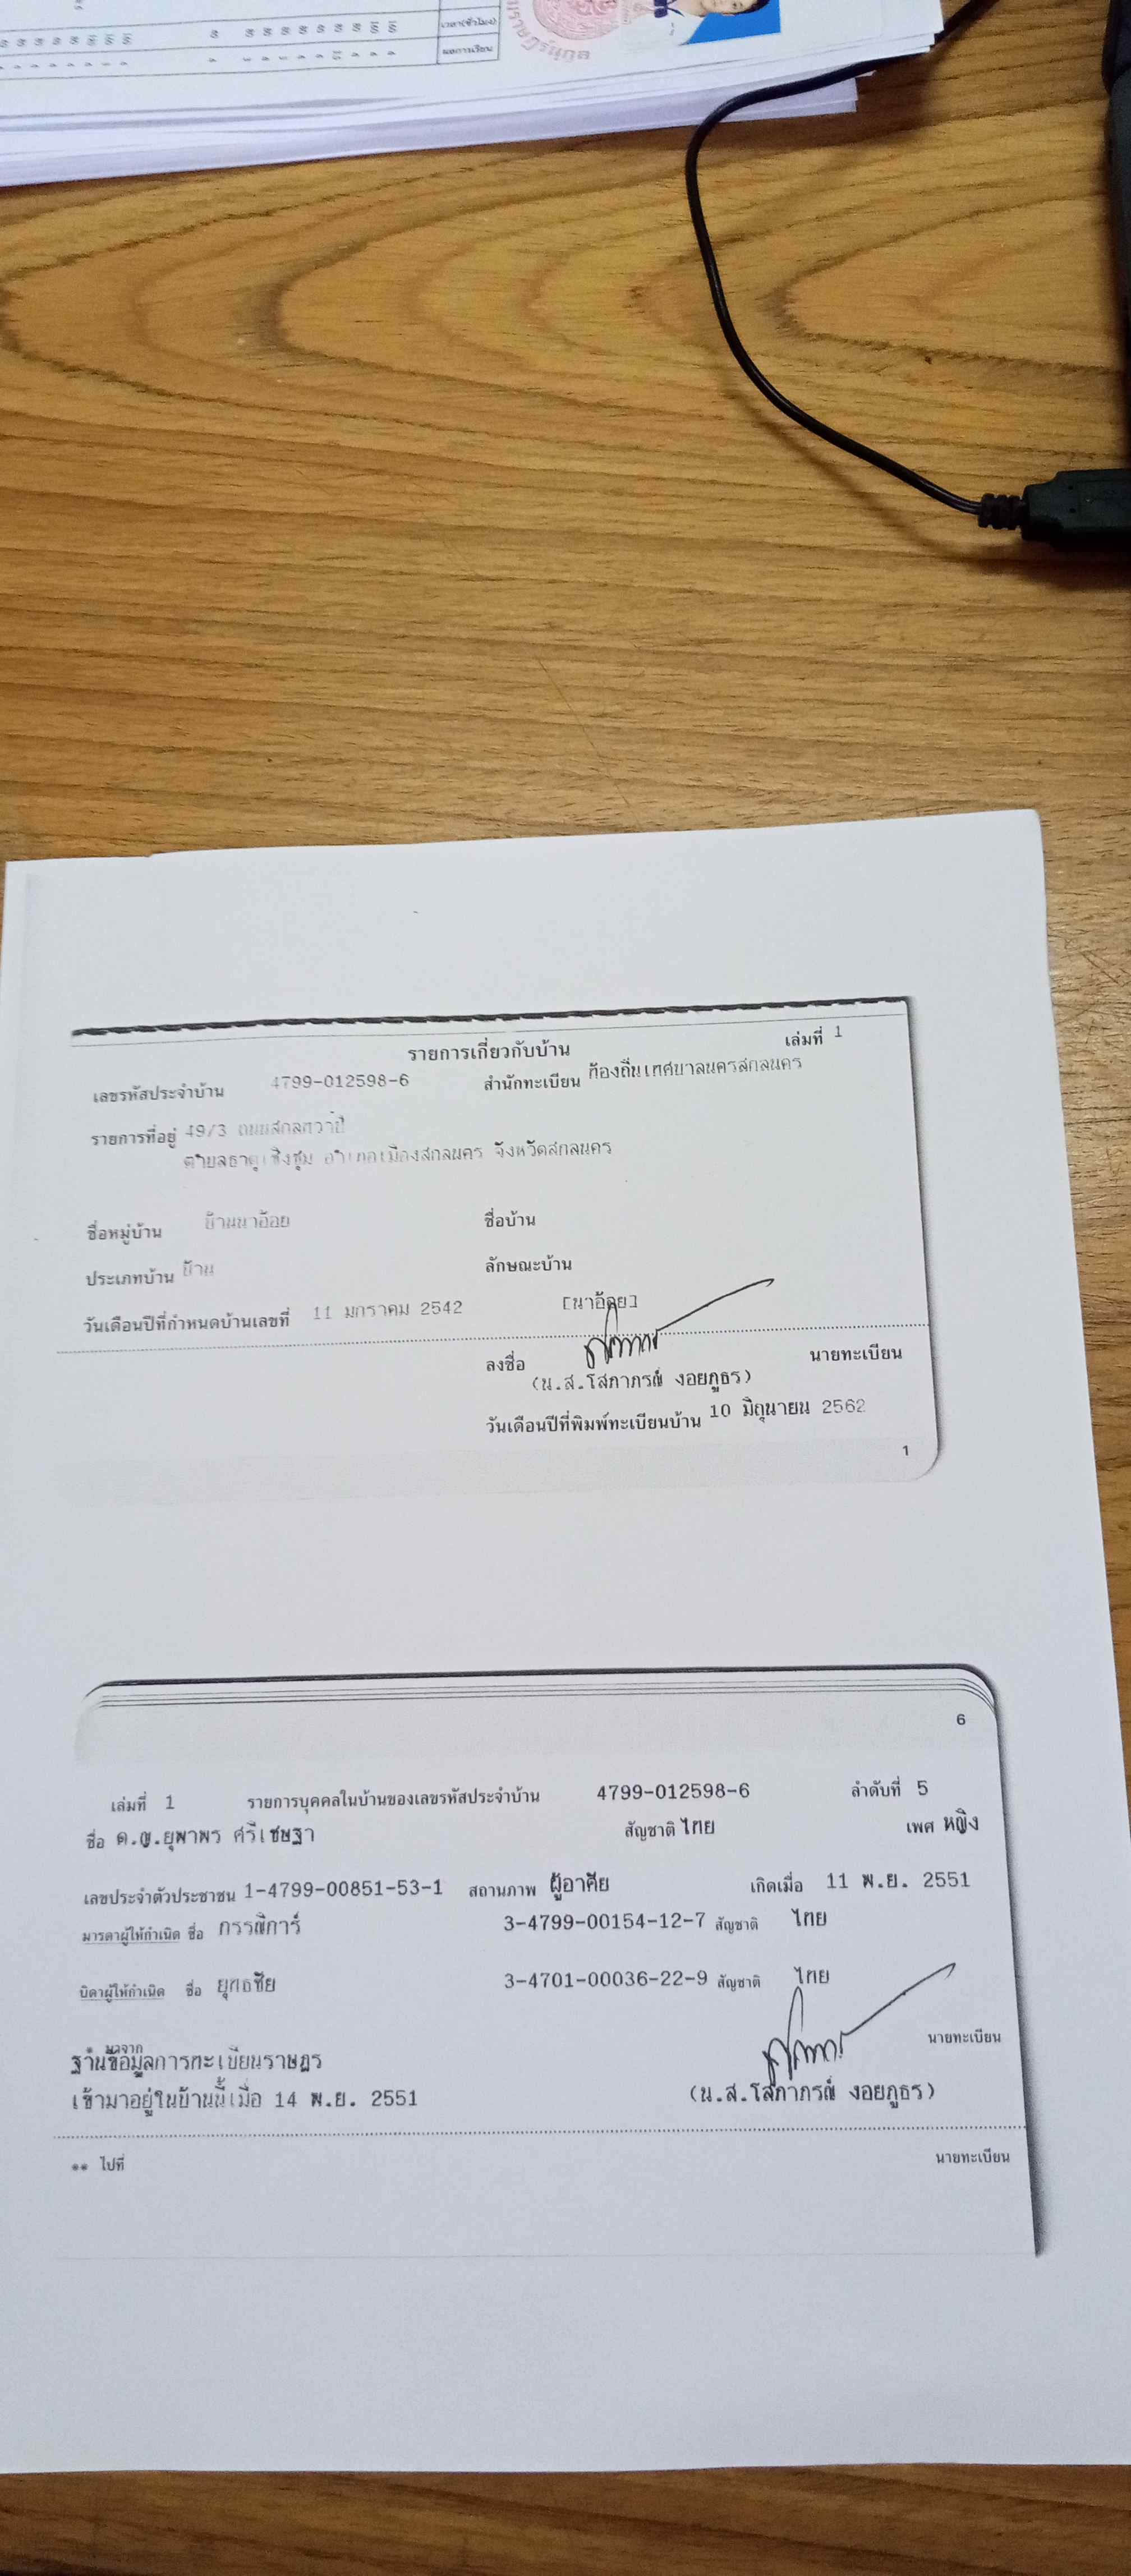 เวลา(ชั่วโมง)
ผลการเรียน
รายการเกี่ยวกับบ้าน
เล่มที่ 1
เลขรหัสประจำบ้าน 4799-012598-6 สำนักทะเบียน ท้องถิ่นเทศบาลนครสกลนคร
รายการที่อยู่ 49/3 ถนนสกลทวาปี
ตำบลธาตุเชิงชุม อำเภอเมืองสกลนคร จังหวัดสกลนคร
ชื่อหมู่บ้าน บ้านนาอ้อย ชื่อบ้าน
ประเภทบ้าน บ้าน ลักษณะบ้าน
วันเดือนปีที่กำหนดบ้านเลขที่ 11 มกราคม 2542 [นาอ้อย]
ลงชื่อ นายทะเบียน
(น.ส.โสภาภรณ์ งอยภูธร)
วันเดือนปีที่พิมพ์ทะเบียนบ้าน 10 มิถุนายน 2562
1
6
เล่มที่ 1 รายการบุคคลในบ้านของเลขรหัสประจำบ้าน 4799-012598-6 ลำดับที่ 5
ชื่อ ด.ญ.ยุพาพร ศรีเชษฐา สัญชาติ ไทย เพศ หญิง
เลขประจำตัวประชาชน 1-4799-00851-53-1 สถานภาพ ผู้อาศัย เกิดเมื่อ 11 พ.ย. 2551
มารดาผู้ให้กำเนิด ชื่อ กรรณิการ์ 3-4799-00154-12-7 สัญชาติ ไทย
บิดาผู้ให้กำเนิด ชื่อ ยุทธชัย 3-4701-00036-22-9 สัญชาติ ไทย
* มาจาก
ฐานข้อมูลการทะเบียนราษฎร นายทะเบียน
เข้ามาอยู่ในบ้านนี้เมื่อ 14 พ.ย. 2551 (น.ส.โสภาภรณ์ งอยภูธร)
** ไปที่ นายทะเบียน